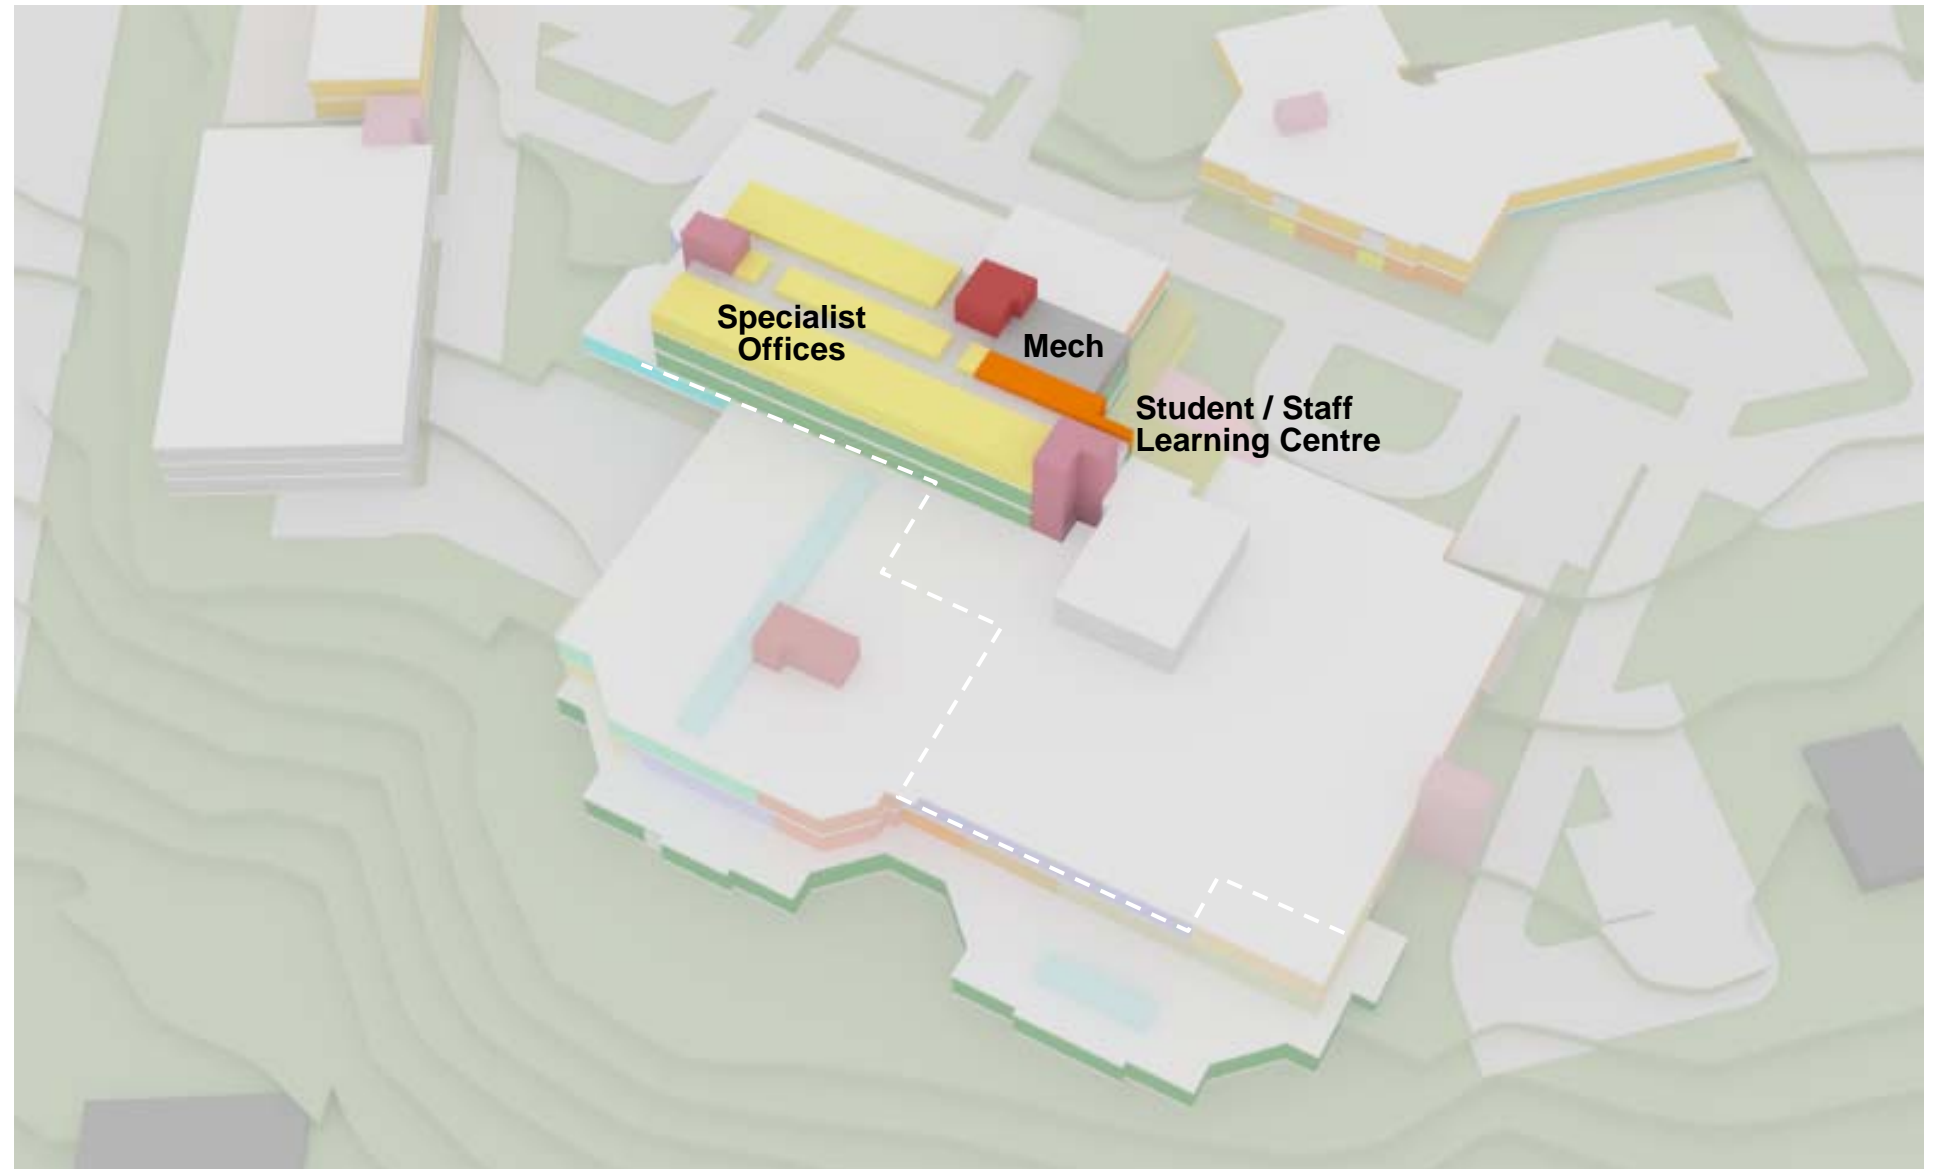 Specialist
Offices
Mech
Student / Staff
Learning Centre